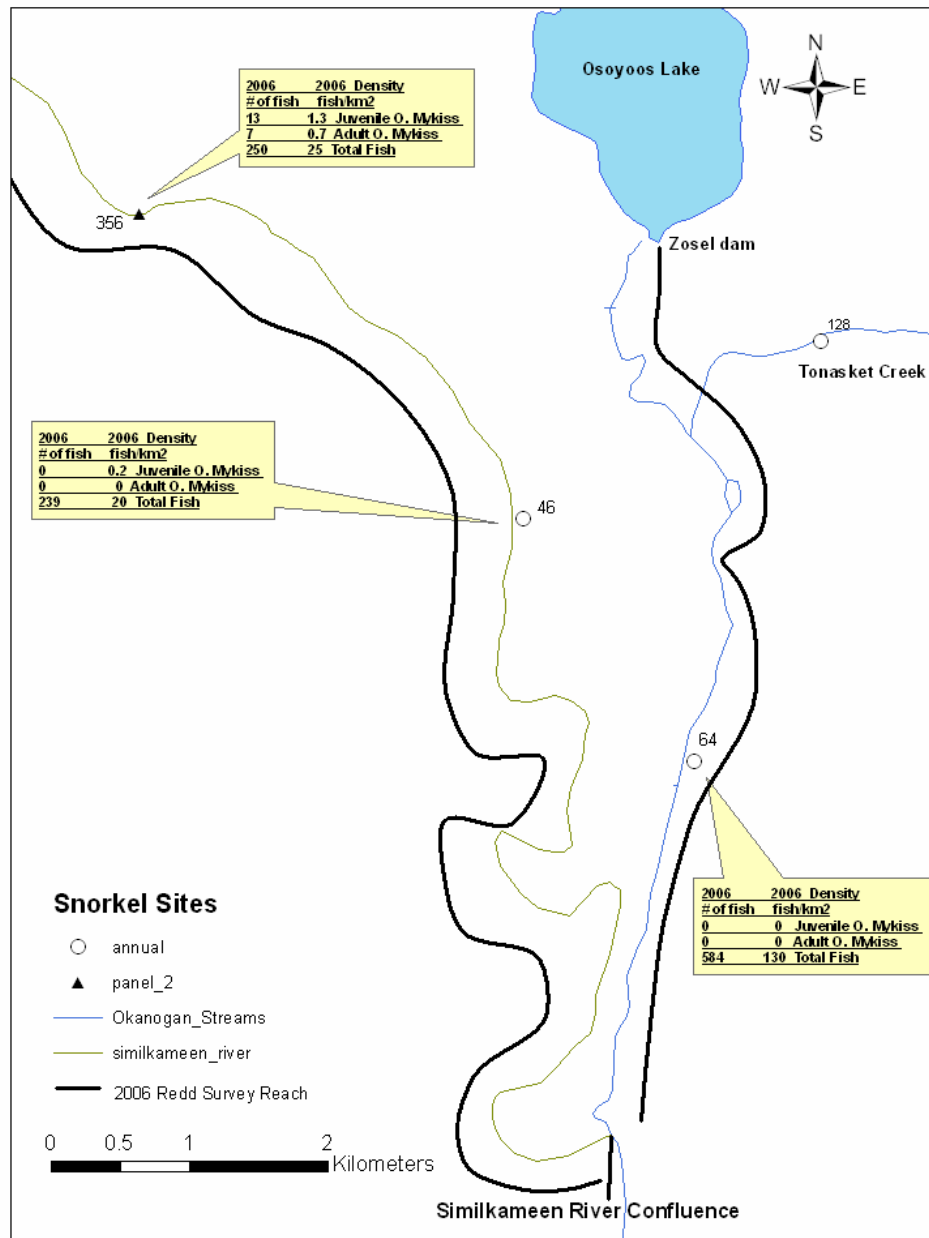 Osoyoos Lake
N
W E
S
2006 2006 Density
# of fish fish/km2
13 1.3 Juvenile O. Mykiss
7 0.7 Adult O. Mykiss
250 25 Total Fish
356
Zosel dam
128
Tonasket Creek
2006 2006 Density
# of fish fish/km2
0 0.2 Juvenile O. Mykiss
0 0 Adult O. Mykiss
239 20 Total Fish
46
64
2006 2006 Density
# of fish fish/km2
0 0 Juvenile O. Mykiss
0 0 Adult O. Mykiss
584 130 Total Fish
Snorkel Sites
annual
panel_2
Okanogan_Streams
similkameen_river
2006 Redd Survey Reach
0 0.5 1 2
Kilometers
Similkameen River Confluence